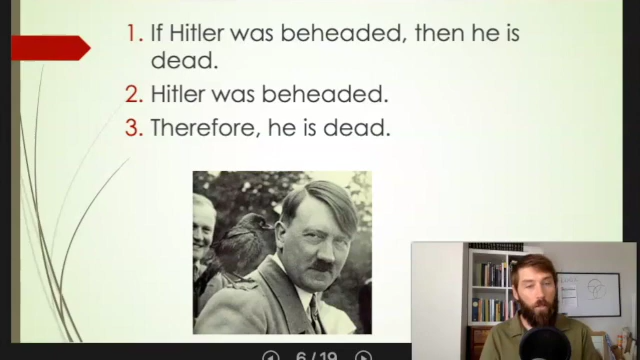 1. If Hitler was beheaded, then he is
dead.
2. Hitler was beheaded.
3. Therefore, he is dead.
6 / 19